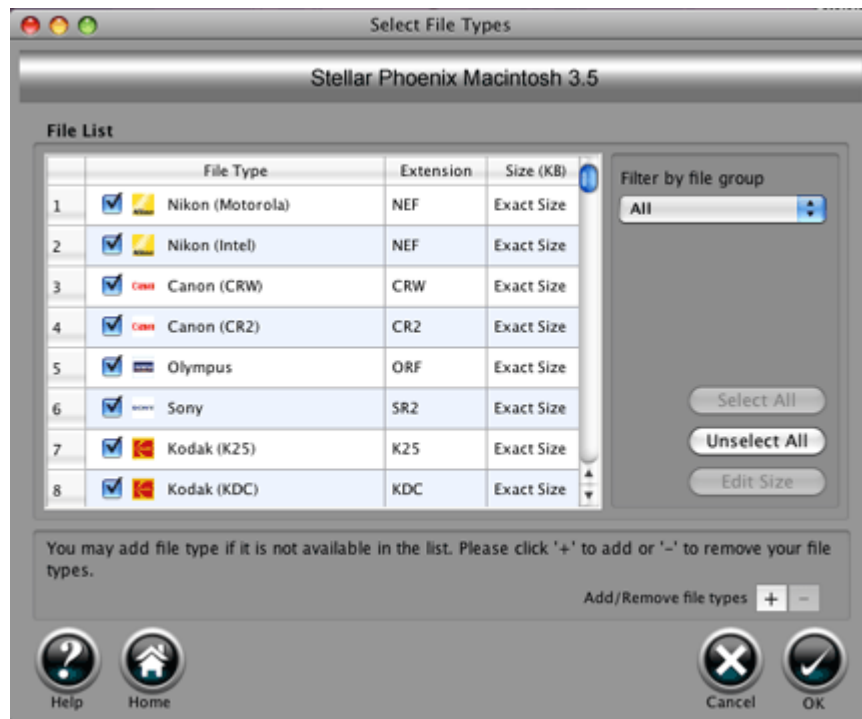 Select File Types
Stellar Phoenix Macintosh 3.5
File List
File Type Extension Size (KB)
1 Nikon (Motorola) NEF Exact Size
2 Nikon (Intel) NEF Exact Size
3 Canon (CRW) CRW Exact Size
4 Canon (CR2) CR2 Exact Size
5 Olympus ORF Exact Size
6 SONY Sony SR2 Exact Size
7 Kodak (K25) K25 Exact Size
8 Kodak (KDC) KDC Exact Size
Filter by file group
All
Select All
Unselect All
Edit Size
You may add file type if it is not available in the list. Please click '+' to add or '-' to remove your file
types.
Add/Remove file types + -
Help Home Cancel OK